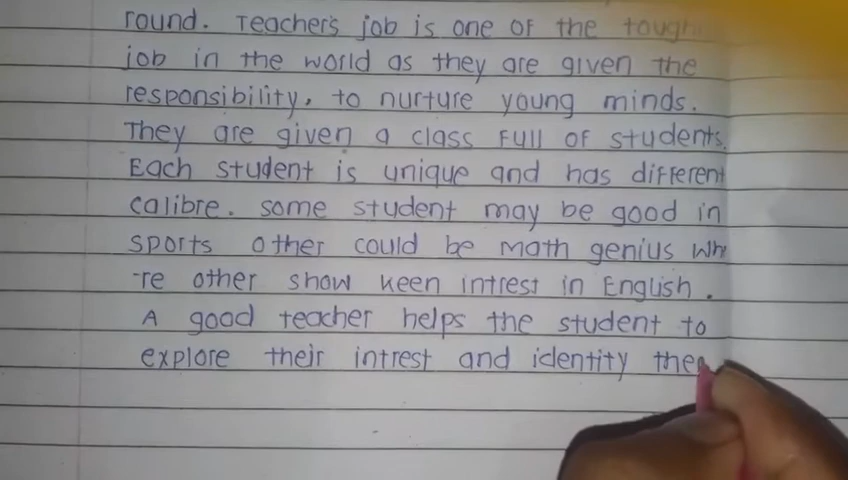 round. Teacher's job is one of the
job in the world as they are given the
responsibility, to nurture young minds.
They are given a class full of students.
Each student is unique and has different
calibre. some student may be good in
sports other could be math genius whe
-re other show keen intrest in English.
A good teacher helps the student to
explore their intrest and identity